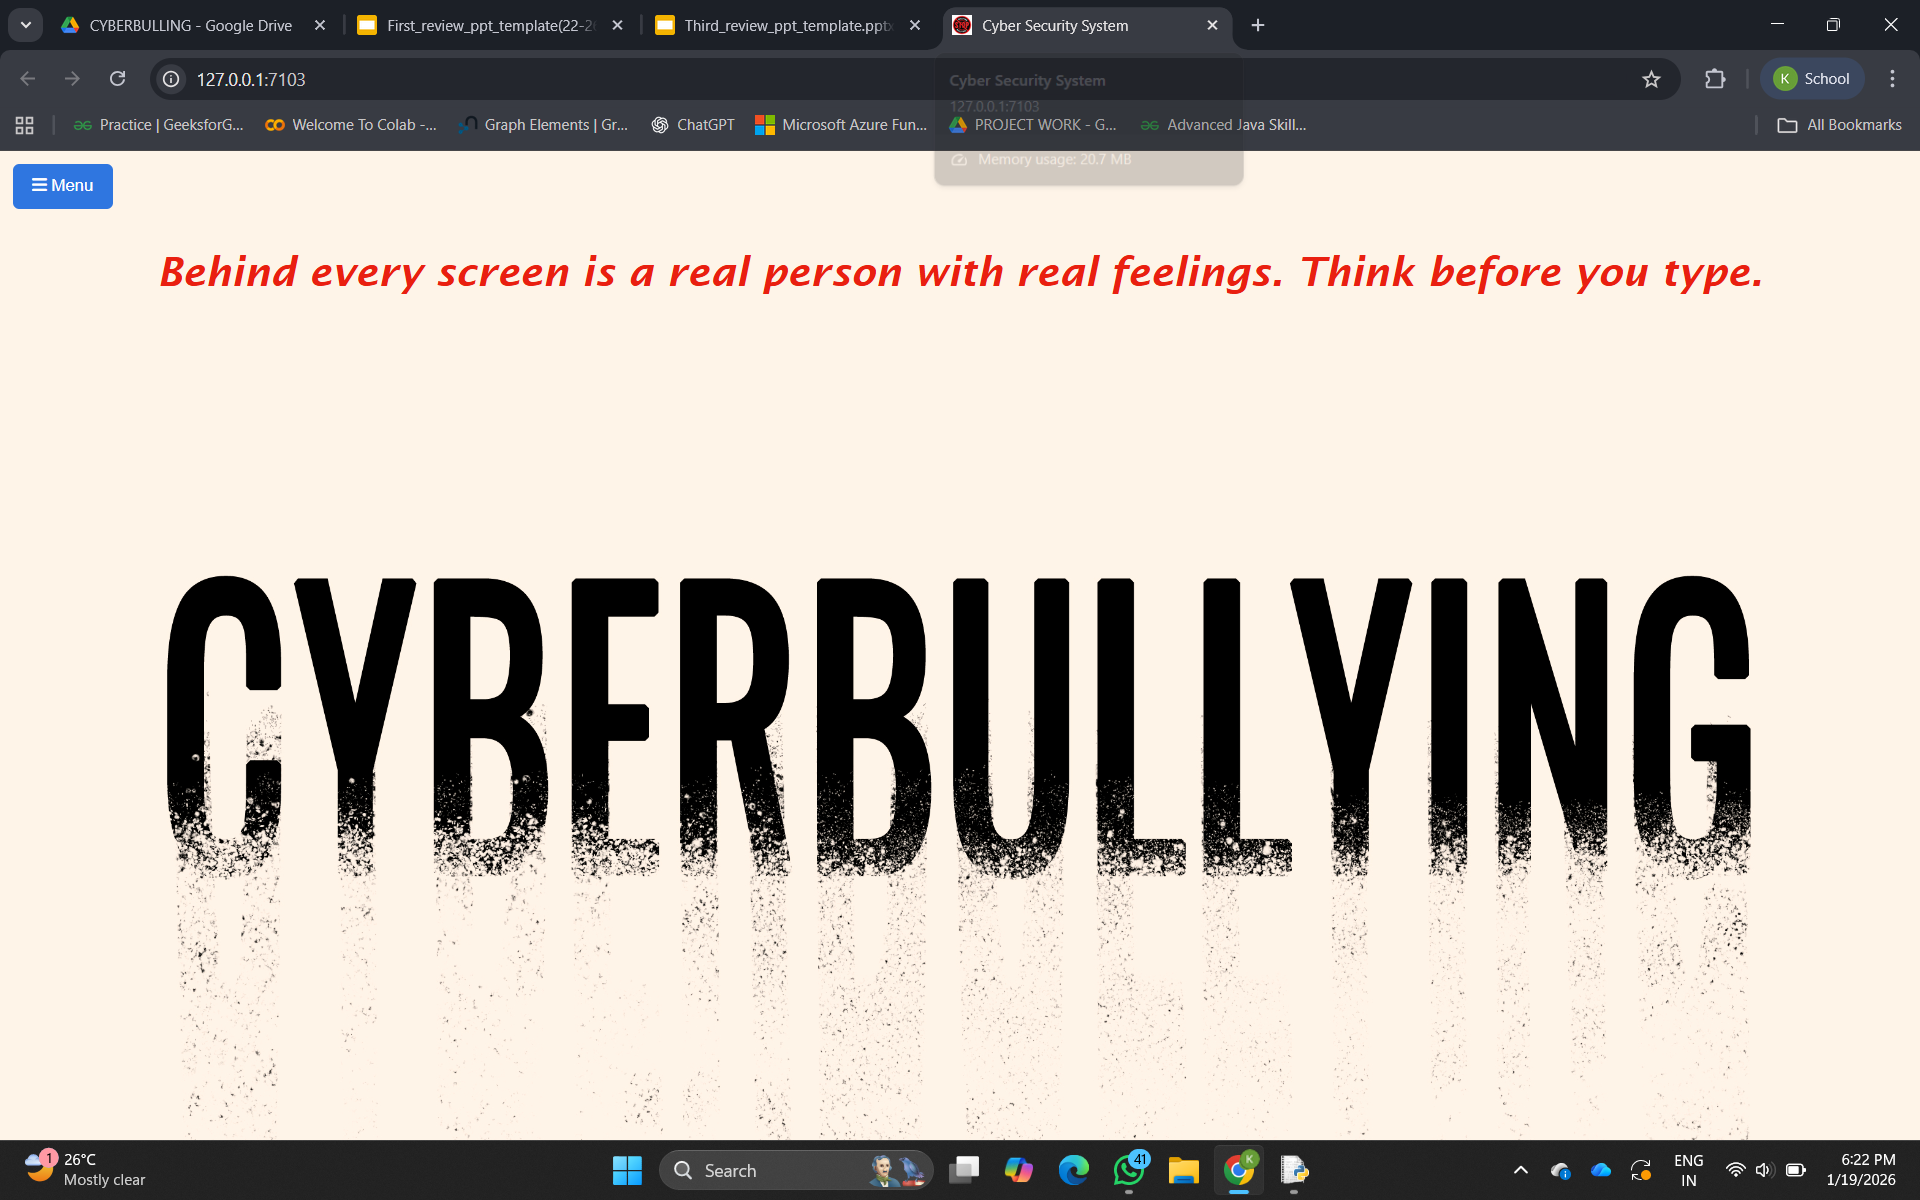 CYBERBULLING - Google Drive
First_review_ppt_template(22-2
Third_review_ppt_template.pptx
Cyber Security System
127.0.0.1:7103
Cyber Security System
127.0.0.1:7103
K School
Practice | GeeksforG...
Welcome To Colab -...
Graph Elements | Gr...
ChatGPT
Microsoft Azure Fun...
PROJECT WORK - G...
Advanced Java Skill...
All Bookmarks
Memory usage: 20.7 MB
Menu
Behind every screen is a real person with real feelings. Think before you type.
CYBERBULLYING
1
26°C
Mostly clear
Search
41
K
ENG
IN
6:22 PM
1/19/2026